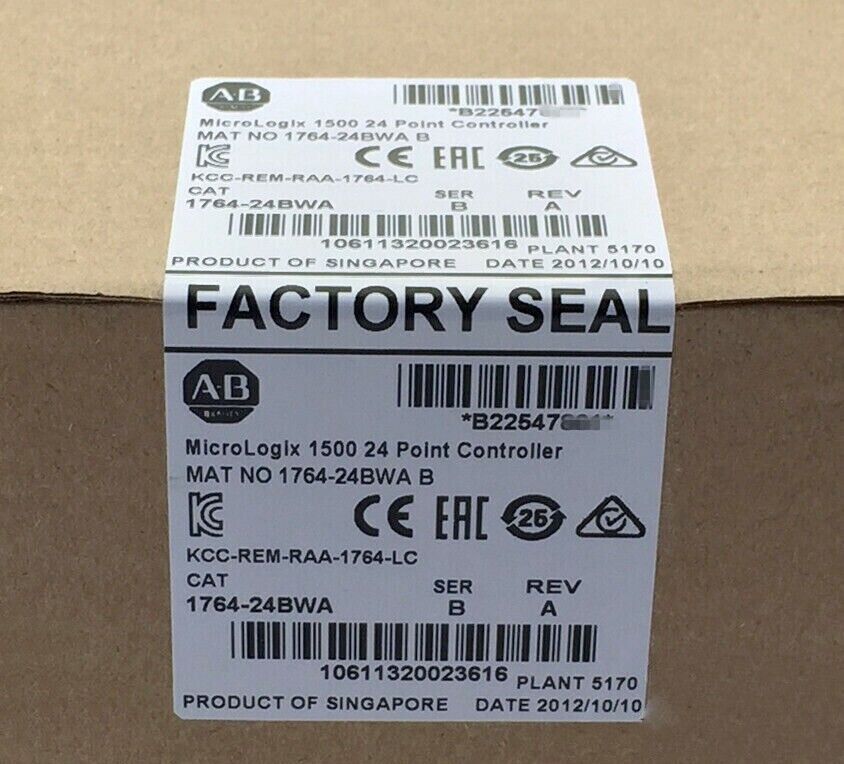 A-B
*B22547
MicroLogix 1500 24 Point Controller
MAT NO 1764-24BWA B
CE EAC 25
KCC-REM-RAA-1764-LC
CAT SER REV
1764-24BWA B A
10611320023616 PLANT 5170
PRODUCT OF SINGAPORE DATE 2012/10/10
FACTORY SEAL
A-B
*B22547
MicroLogix 1500 24 Point Controller
MAT NO 1764-24BWA B
CE EAC 25
KCC-REM-RAA-1764-LC
CAT SER REV
1764-24BWA B A
10611320023616 PLANT 5170
PRODUCT OF SINGAPORE DATE 2012/10/10